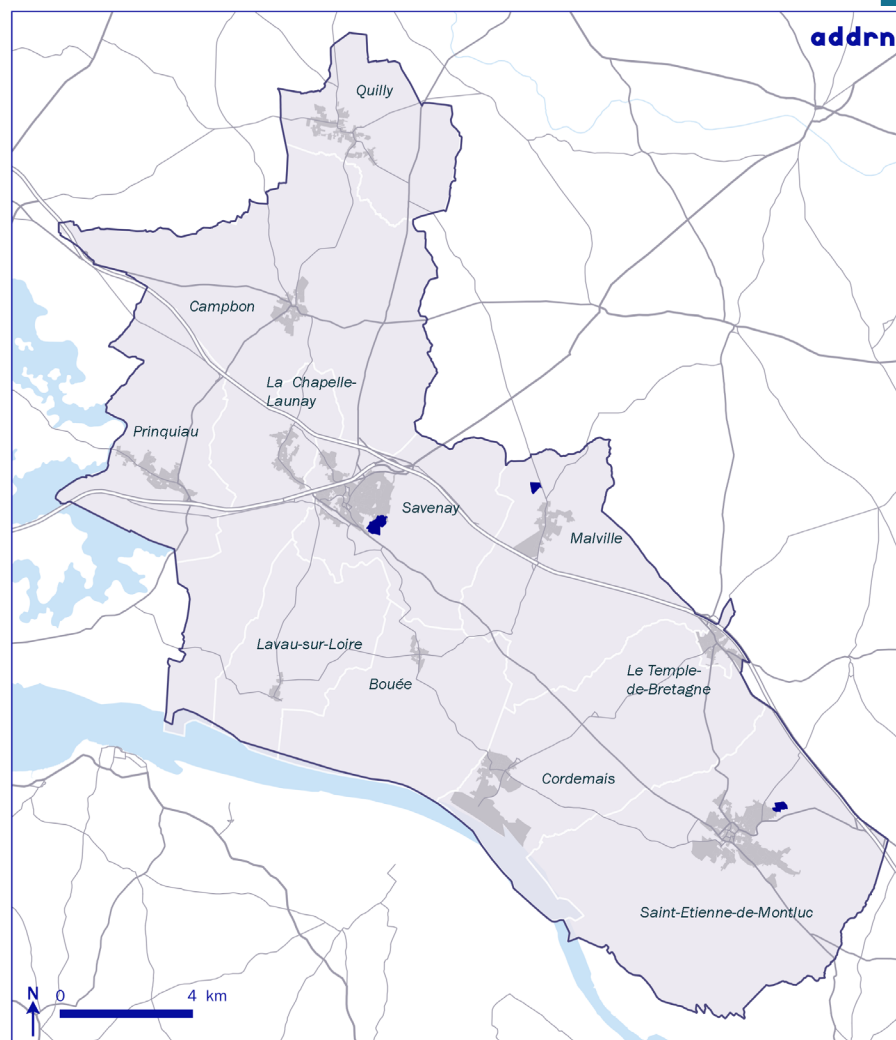 addrn
Quilly
Campbon
La Chapelle-
Launay
Prinquiau
Savenay
Malville
Lavau-sur-Loire
Bouée
Le Temple-
de-Bretagne
Cordemais
Saint-Etienne-de-Montluc
N 0 4 km